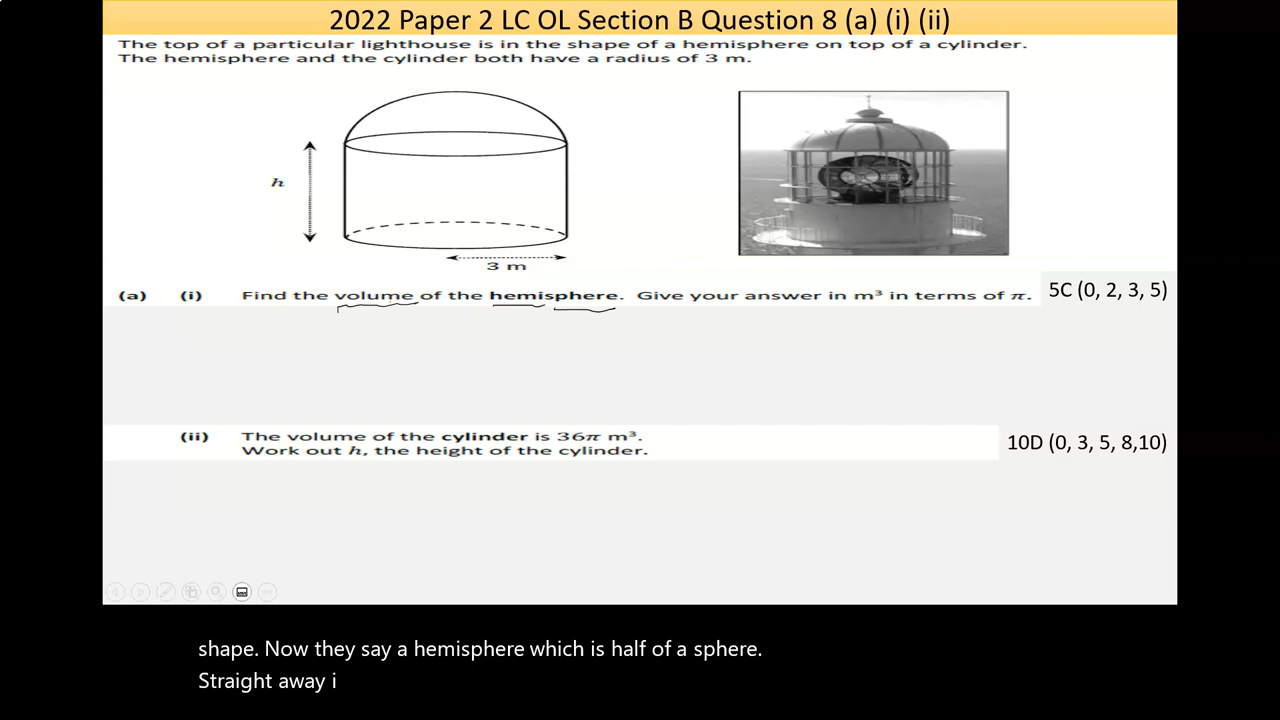 2022 Paper 2 LC OL Section B Question 8 (a) (i) (ii)
The top of a particular lighthouse is in the shape of a hemisphere on top of a cylinder.
The hemisphere and the cylinder both have a radius of 3 m.
h
3 m
(a) (i) Find the volume of the hemisphere. Give your answer in m³ in terms of π. 5C (0, 2, 3, 5)
(ii) The volume of the cylinder is 36π m³. 
Work out h, the height of the cylinder. 10D (0, 3, 5, 8,10)
shape. Now they say a hemisphere which is half of a sphere.
Straight away i